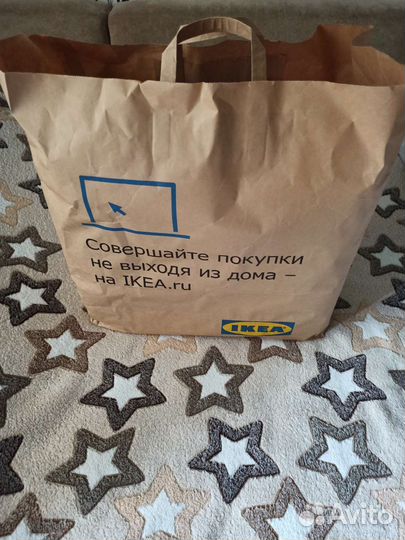 Совершайте покупки
не выходя из дома –
на IKEA.ru
IKEA
Avito